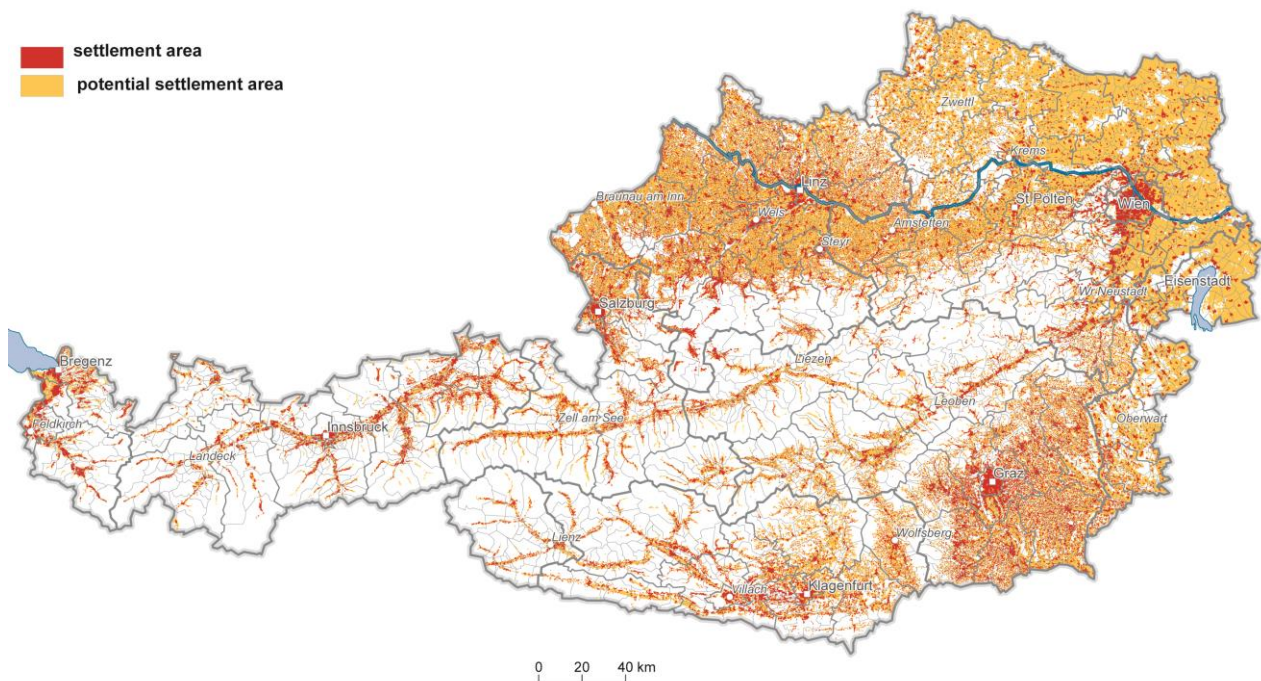 settlement area
potential settlement area
Zwettl
Krems
Linz
Braunau am Inn
Wels
St.Pölten
Wien
Amstetten
Steyr
Eisenstadt
Wr.Neustadt
Salzburg
Bregenz
Liezen
Leoben
Oberwart
Zell am See
Feldkirch
Innsbruck
Landeck
Graz
Wolfsberg
Lienz
Villach
Klagenfurt
0 20 40 km